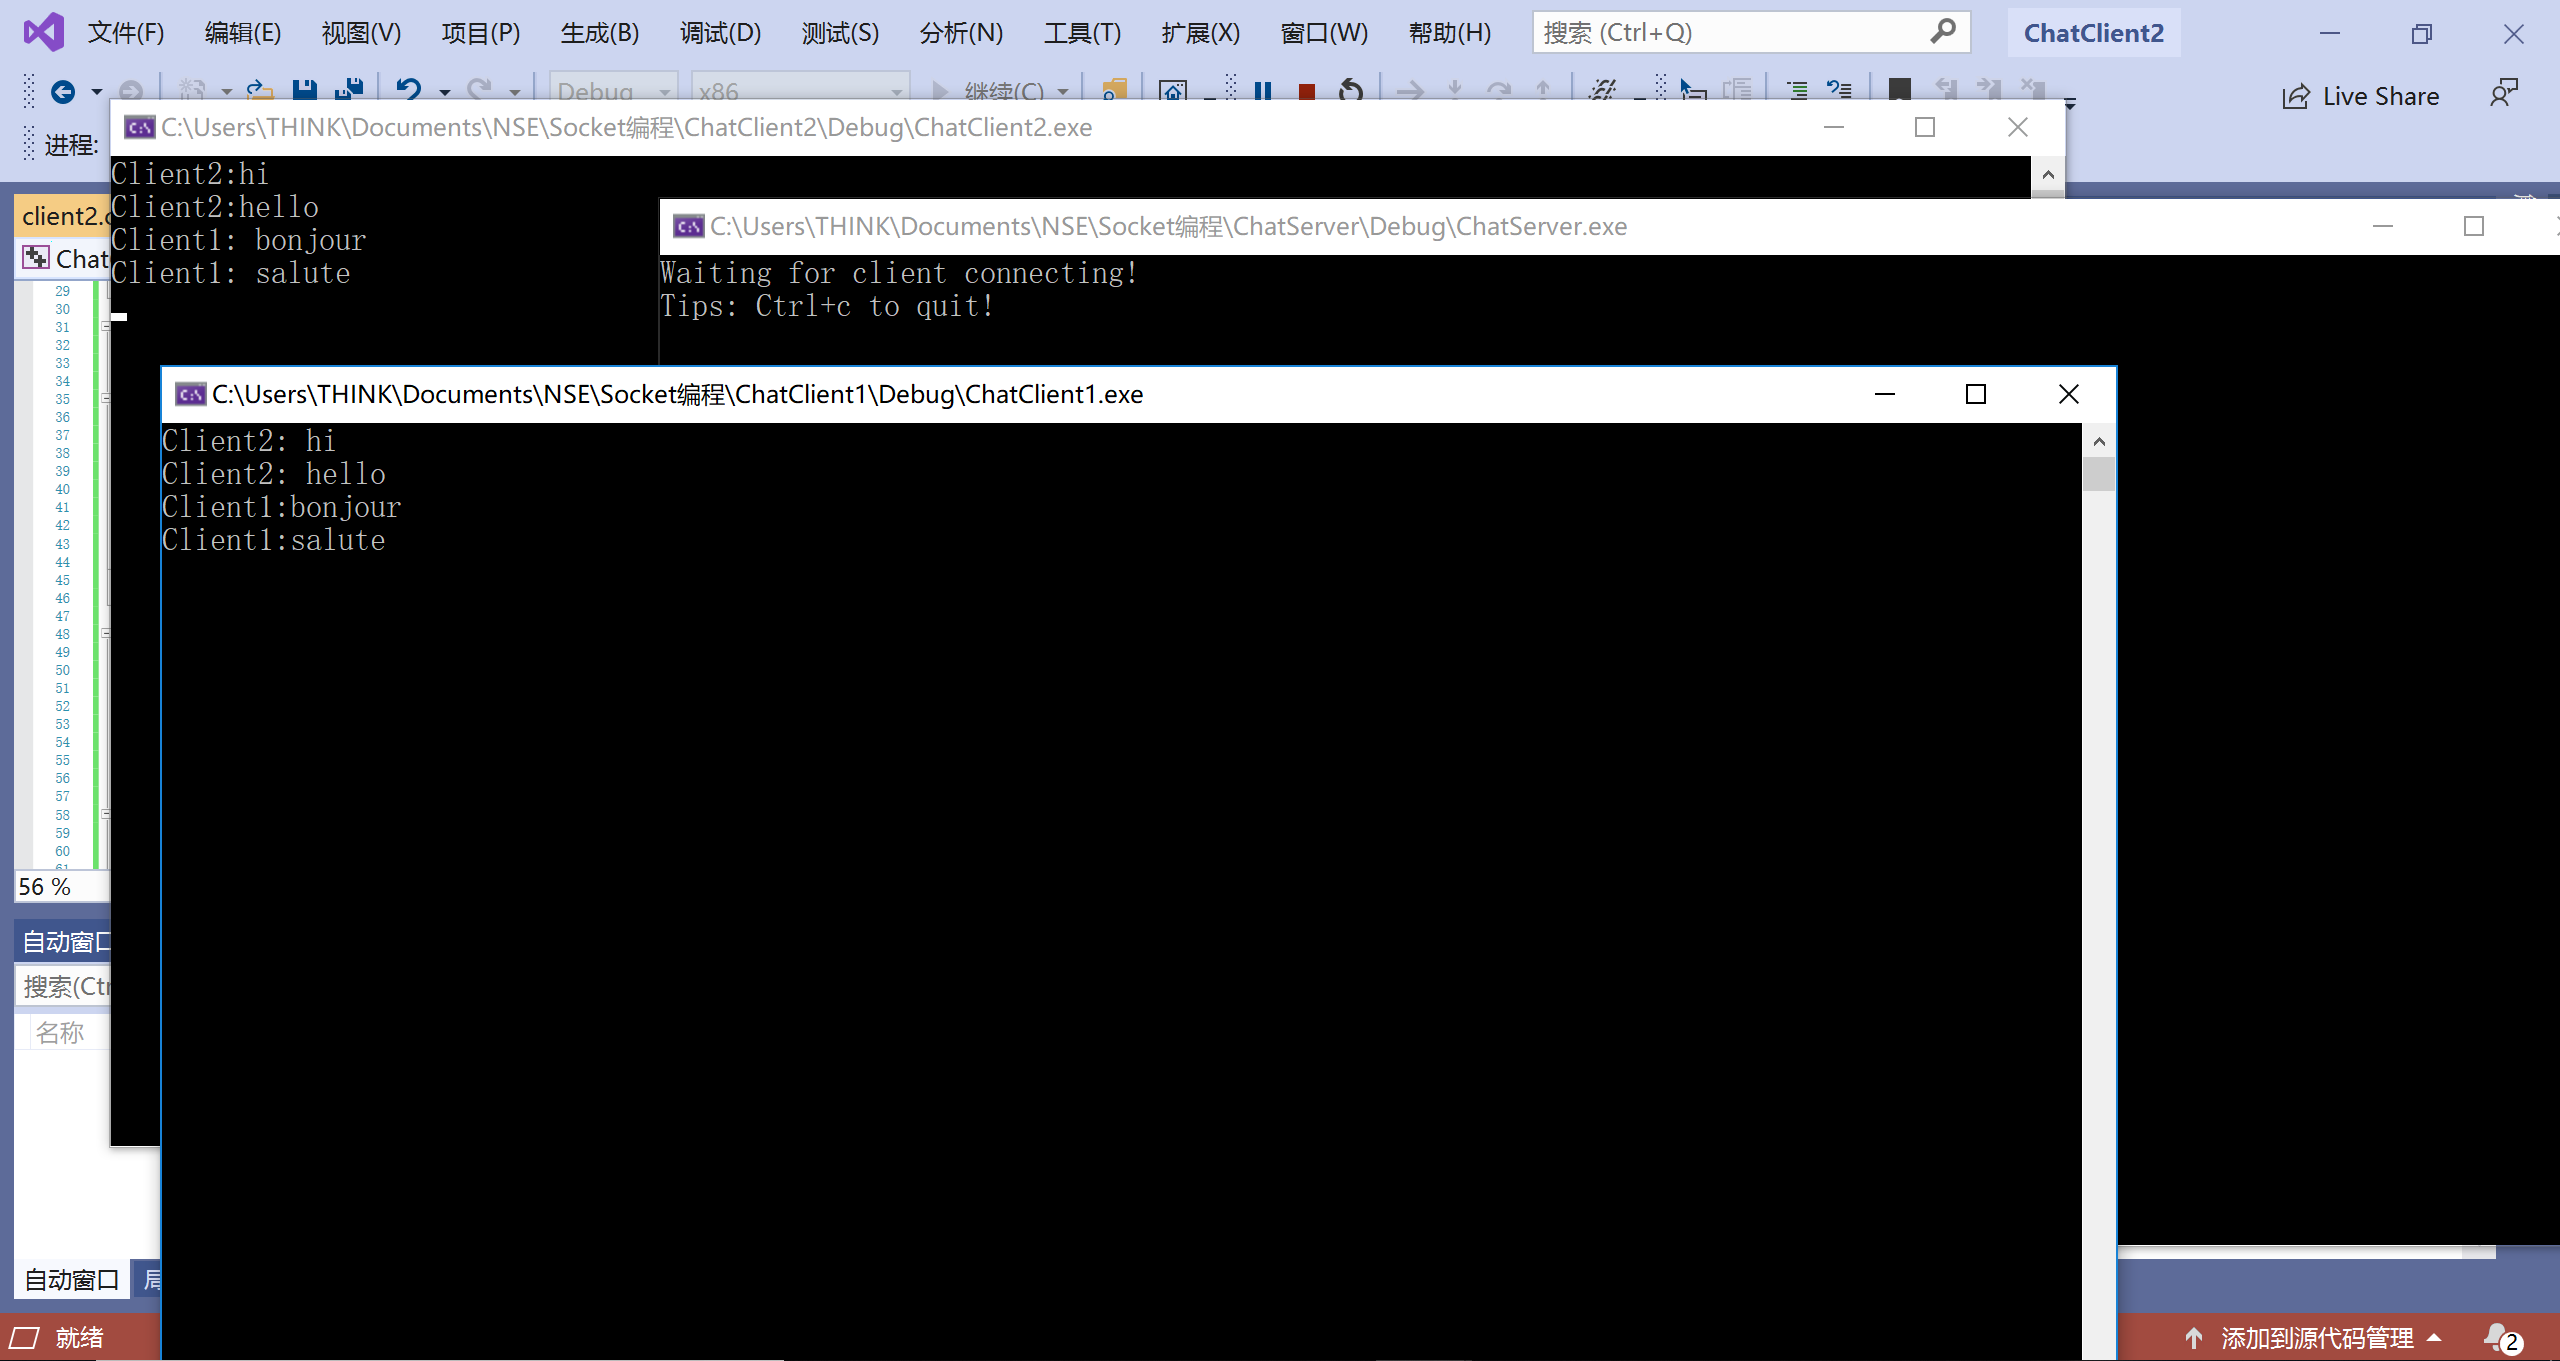 文件(F) 编辑(E) 视图(V) 项目(P) 生成(B) 调试(D) 测试(S) 分析(N) 工具(T) 扩展(X) 窗口(W) 帮助(H) 搜索 (Ctrl+Q) ChatClient2
Debug x86 继续(C) Live Share
进程:
C:\Users\THINK\Documents\NSE\Socket编程\ChatClient2\Debug\ChatClient2.exe
Client2:hi
Client2:hello
Client1: bonjour
Client1: salute
C:\Users\THINK\Documents\NSE\Socket编程\ChatServer\Debug\ChatServer.exe
Waiting for client connecting!
Tips: Ctrl+c to quit!
C:\Users\THINK\Documents\NSE\Socket编程\ChatClient1\Debug\ChatClient1.exe
Client2: hi
Client2: hello
Client1:bonjour
Client1:salute
client2.c
Chat
29
30
31
32
33
34
35
36
37
38
39
40
41
42
43
44
45
46
47
48
49
50
51
52
53
54
55
56
57
58
59
60
61
56 %
自动窗口
搜索(Ctr
名称
自动窗口 局
就绪 添加到源代码管理 2